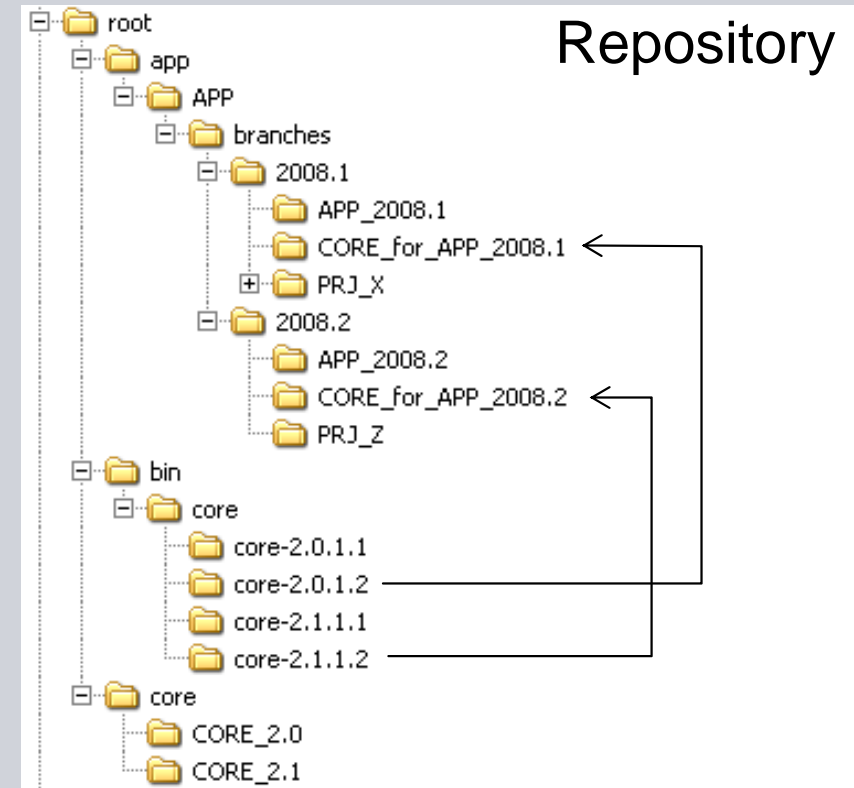 Repository
root
app
APP
branches
2008.1
APP_2008.1
CORE_for_APP_2008.1
PRJ_X
2008.2
APP_2008.2
CORE_for_APP_2008.2
PRJ_Z
bin
core
core-2.0.1.1
core-2.0.1.2
core-2.1.1.1
core-2.1.1.2
core
CORE_2.0
CORE_2.1